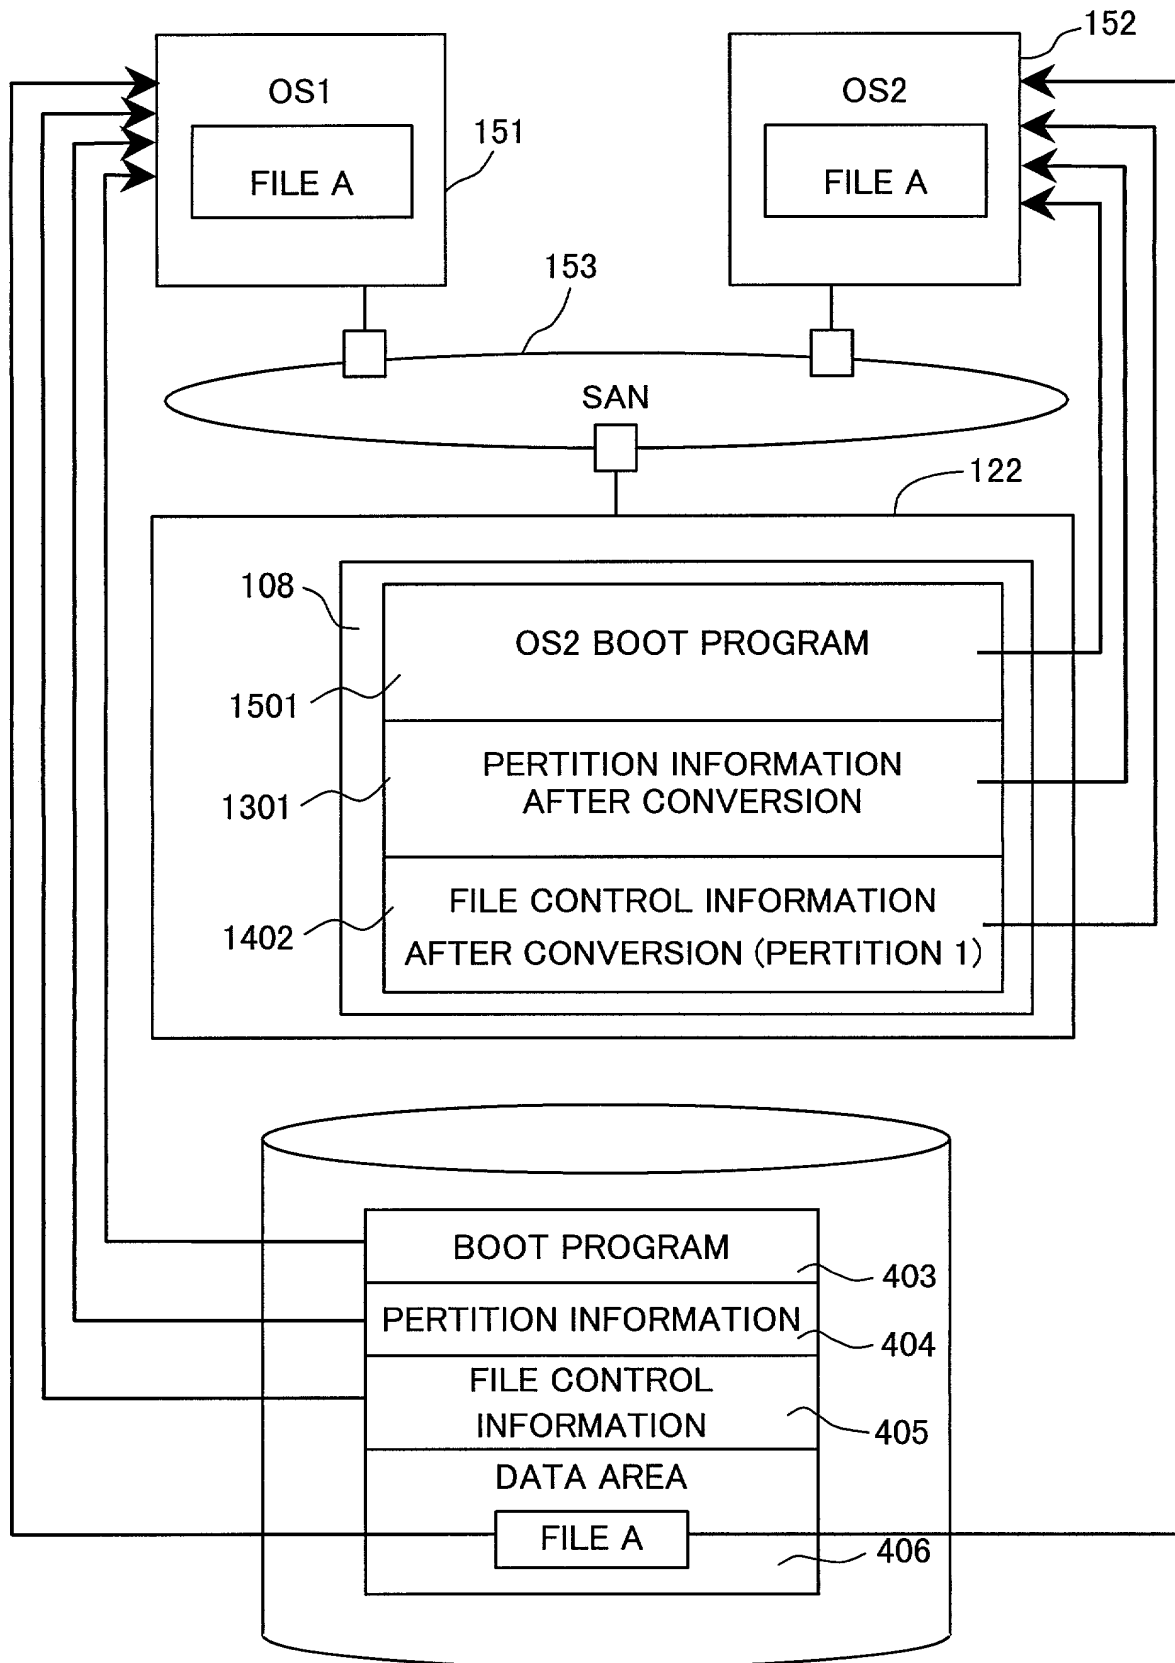 152
OS1
OS2
151
FILE A
FILE A
153
SAN
122
108
OS2 BOOT PROGRAM
1501
PERTITION INFORMATION
AFTER CONVERSION
1301
FILE CONTROL INFORMATION
AFTER CONVERSION (PERTITION 1)
1402
BOOT PROGRAM
403
PERTITION INFORMATION
404
FILE CONTROL
INFORMATION
405
DATA AREA
FILE A
406